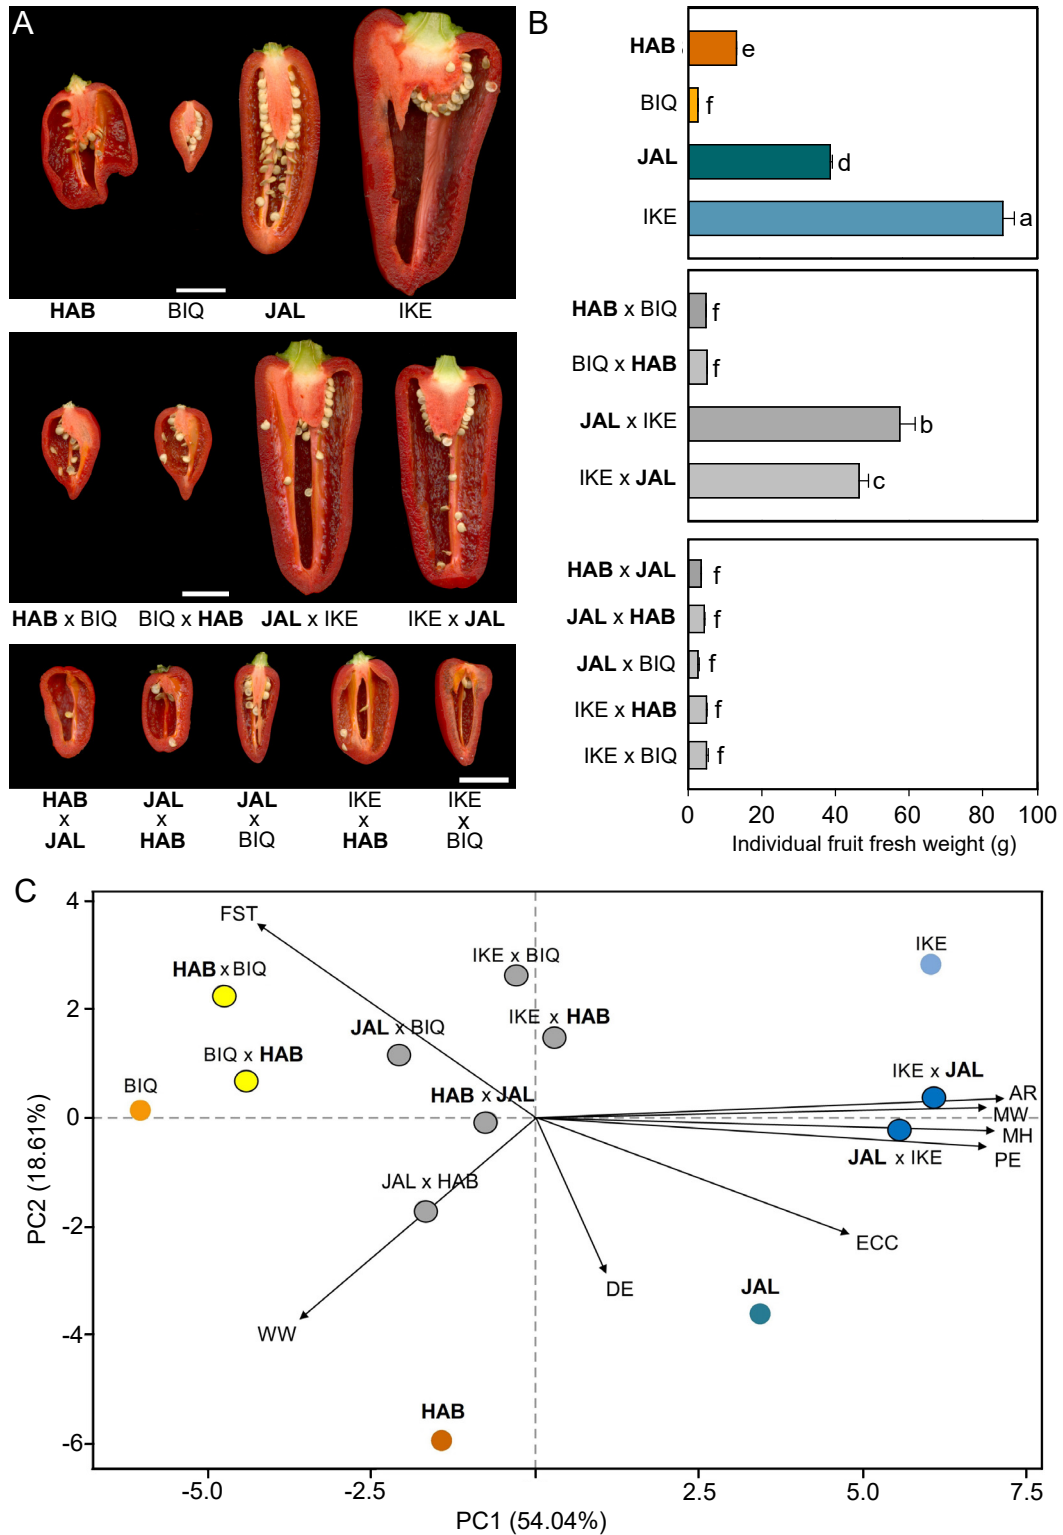 A
HAB BIQ JAL IKE
HAB x BIQ BIQ x HAB JAL x IKE IKE x JAL
HAB JAL JAL IKE IKE
x x x x x
JAL HAB BIQ HAB BIQ
B
HAB e
BIQ f
JAL d
IKE a
HAB x BIQ f
BIQ x HAB f
JAL x IKE b
IKE x JAL c
HAB x JAL f
JAL x HAB f
JAL x BIQ f
IKE x HAB f
IKE x BIQ f
0 20 40 60 80 100
Individual fruit fresh weight (g)
C
4
2
0
-2
-4
-6
PC2 (18.61%)
FST
IKE
IKE x BIQ
HAB x BIQ
IKE x HAB
JAL x BIQ
BIQ x HAB
IKE x JAL
BIQ
HAB x JAL
AR
MW
MH
JAL x IKE
PE
JAL x HAB
ECC
DE
JAL
WW
HAB
-5.0 -2.5 2.5 5.0 7.5
PC1 (54.04%)